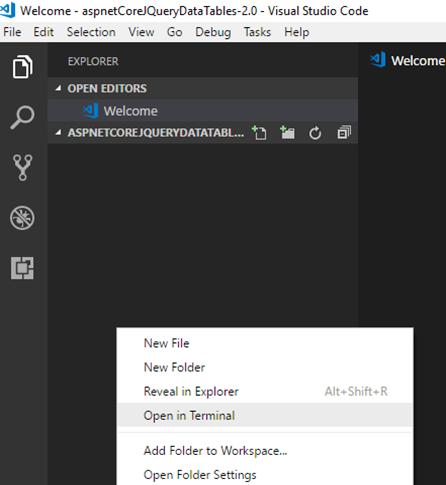 Welcome - aspnetCoreJQueryDataTables-2.0 - Visual Studio Code
File Edit Selection View Go Debug Tasks Help
EXPLORER
OPEN EDITORS
Welcome
Welcome
ASPNETCOREJQUERYDATATABL...
New File
New Folder
Reveal in Explorer Alt+Shift+R
Open in Terminal
Add Folder to Workspace...
Open Folder Settings